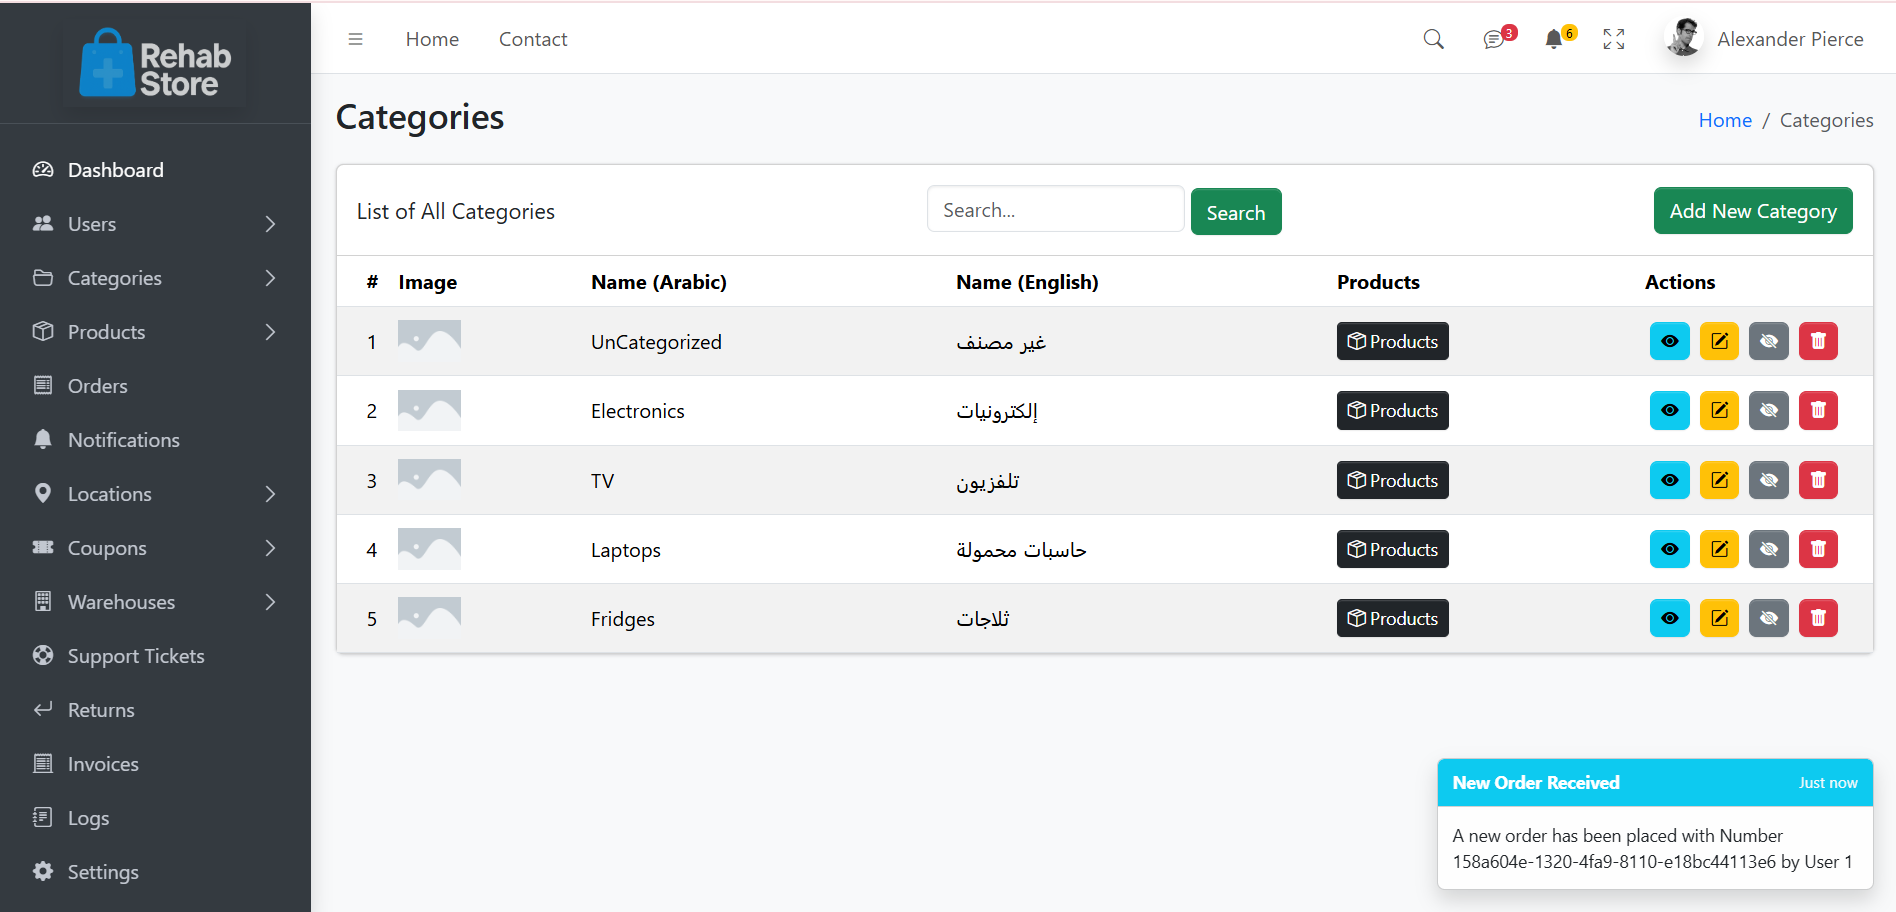 Rehab
Store
Home
Contact
3
6
Alexander Pierce
Dashboard
Users
Categories
Products
Orders
Notifications
Locations
Coupons
Warehouses
Support Tickets
Returns
Invoices
Logs
Settings
Categories
Home / Categories
List of All Categories
Search...
Search
Add New Category
# Image Name (Arabic) Name (English) Products Actions
1 UnCategorized غير مصنف Products
2 Electronics إلكترونيات Products
3 TV تلفزيون Products
4 Laptops حاسبات محمولة Products
5 Fridges ثلاجات Products
New Order Received Just now
A new order has been placed with Number
158a604e-1320-4fa9-8110-e18bc44113e6 by User 1